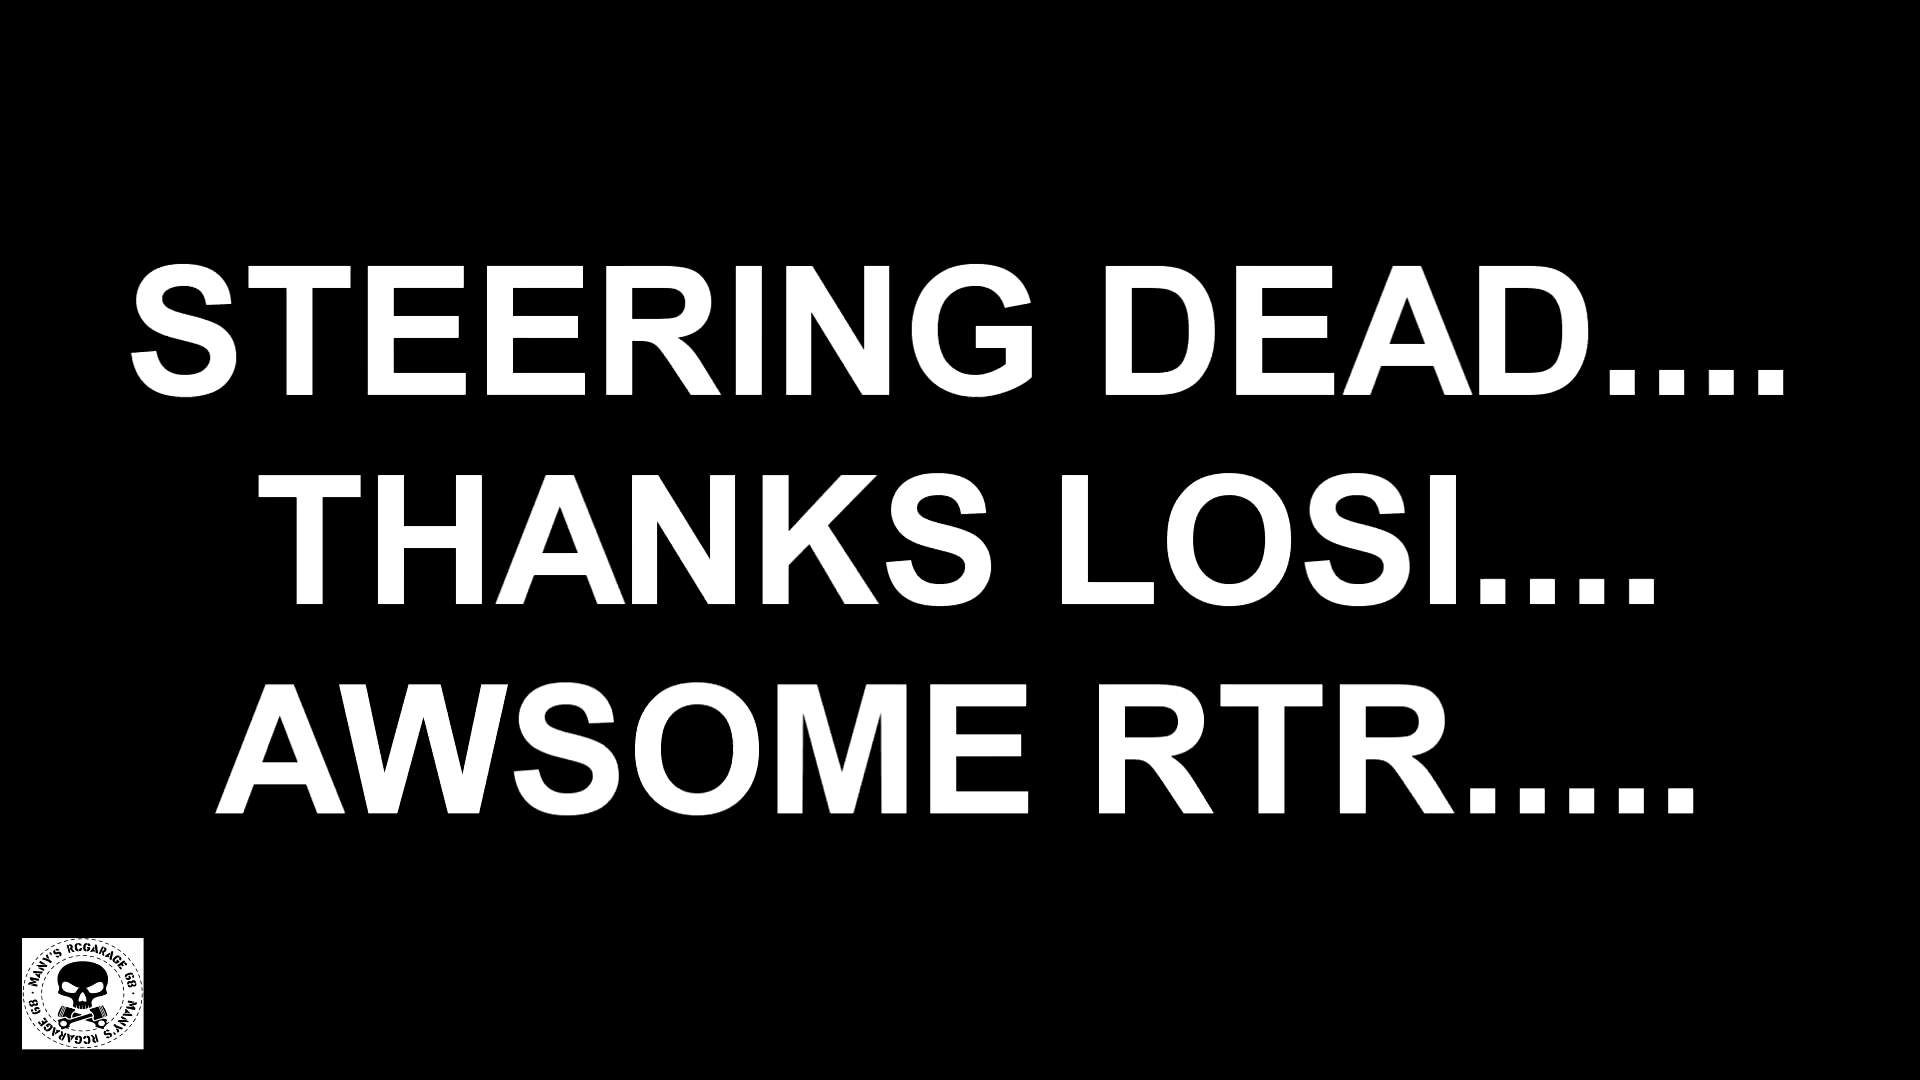 STEERING DEAD....
THANKS LOSI....
AWSOME RTR.....
MANY'S RCGARAGE 68 · MANY'S RCGARAGE 68 ·